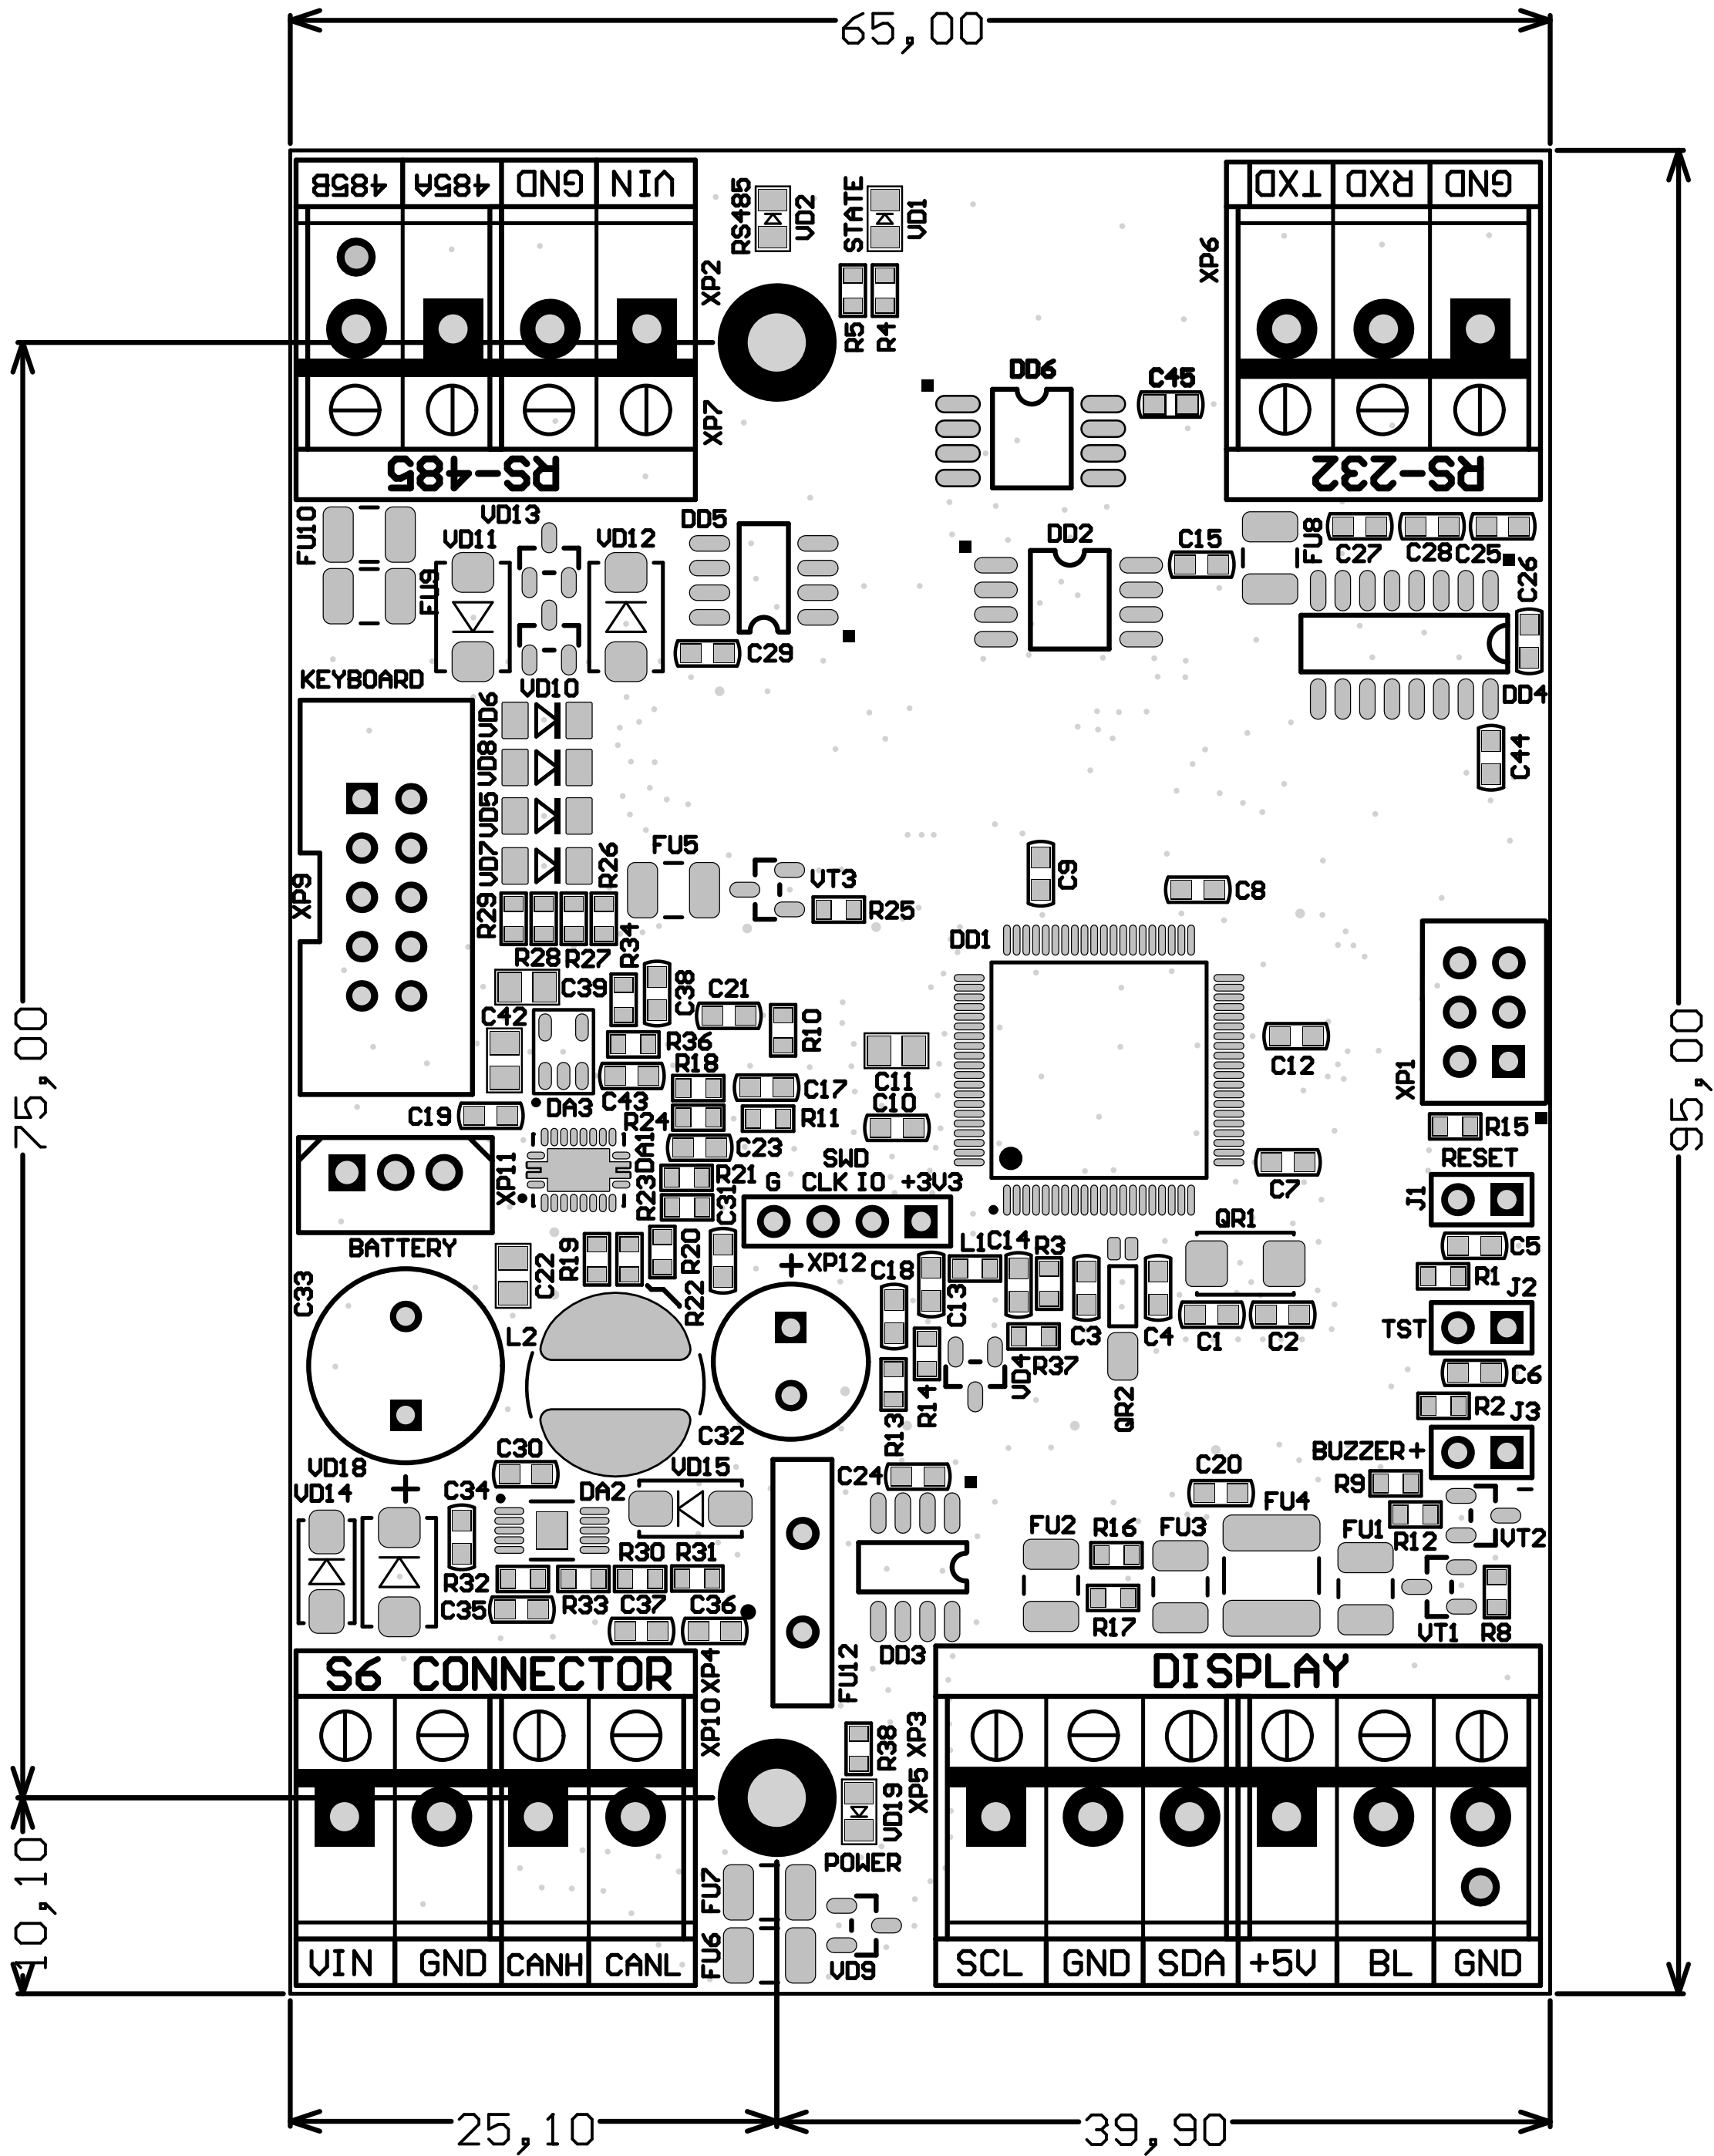 65,00
485B 485A GND VIN
TXD RXD GND
RS485 VD2
STATE VD1
XP2
XP6
R5 R4
DD6
C45
XP7
RS-485
RS-232
FU10
VD13
VD11
VD12
DD5
FU9
DD2
C15
FU8
C27 C28 C25
C26
C29
KEYBOARD
VD10
DD4
VD6
VD8
VD5
VD7
C44
R26
FU5
VT3
R25
C9
C8
XP9
R29
R28 R27
R34
DD1
C39
C38
C21
R10
C42
R36
R18
C43
C17
C11
C12
XP1
DA3
C19
R24
R11
C10
R15
DA1
C23
SWD
RESET
XP11
R21
G CLK IO +3V3
C7
R23
C31
J1
QR1
BATTERY
R19
R20
XP12
+
C18
L1 C14 R3
C5
C33
C22
R22
C13
R1
J2
L2
TST
R37
C3 C4
C1 C2
VD4
C6
R14
R13
QR2
R2 J3
C32
C30
VD18
VD15
BUZZER+
-
C24
C20
R9
VD14
+
C34
DA2
FU4
FU2 R16 FU3
FU1
R12
VT2
R30 R31
R32
R33
C35
C37 C36
R17
VT1 R8
75,00
95,00
S6 CONNECTOR
XP4
FU12
DD3
DISPLAY
XP10
R38
XP3
VD19
XP5
POWER
FU7
FU6
VD9
10,10
VIN GND CANH CANL
SCL GND SDA +5V BL GND
25,10
39,90